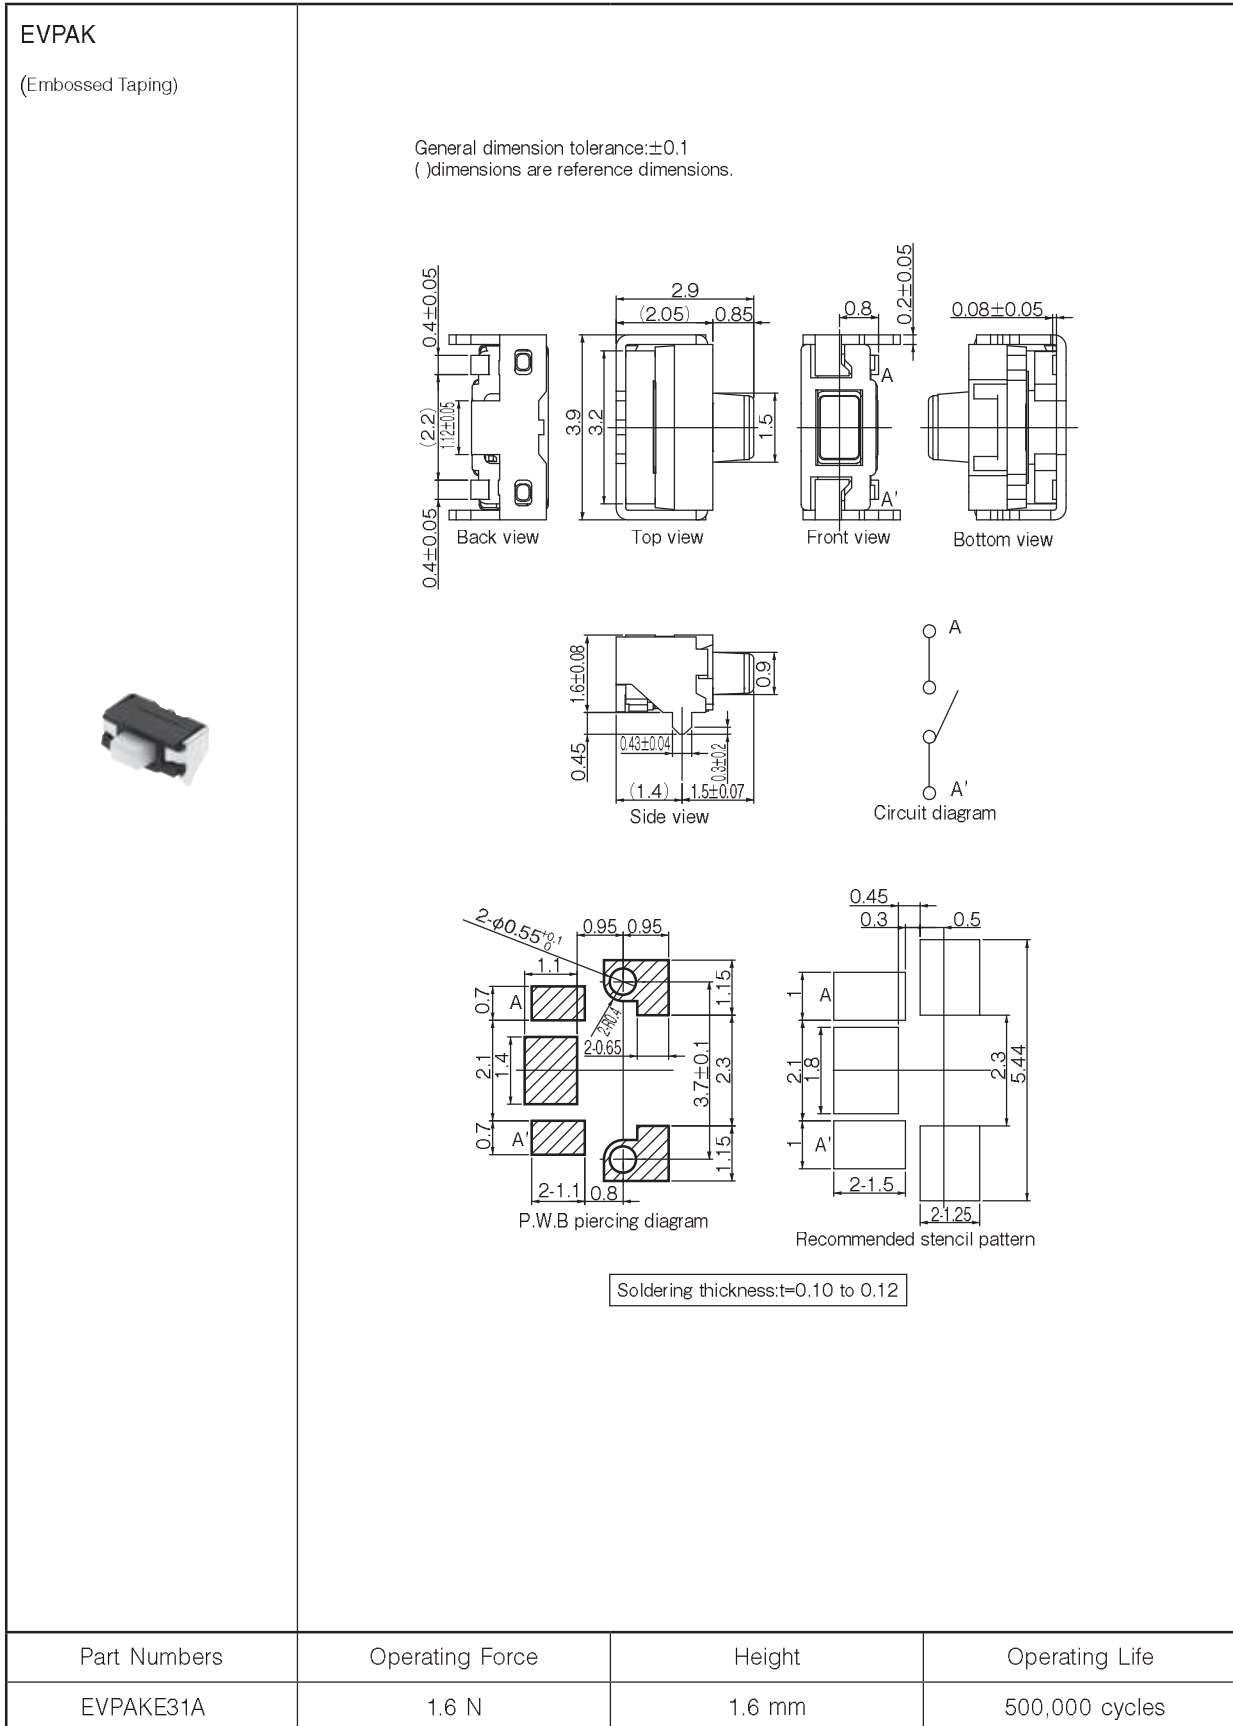 EVPAK
(Embossed Taping)
General dimension tolerance:±0.1
( )dimensions are reference dimensions.
0.4±0.05
(2.2)
1.12±0.05
0.4±0.05
Back view
2.9
(2.05)
0.85
3.9
3.2
1.5
Top view
0.8
0.2±0.05
A
A'
Front view
0.08±0.05
Bottom view
1.6±0.08
0.45
0.9
0.43±0.04
0.3±0.2
(1.4)
1.5±0.07
Side view
A
A'
Circuit diagram
2-φ0.55 +0.1 0
0.95
0.95
1.1
0.7
A
2.1
1.4
0.7
A'
2-R0.4
2-0.65
3.7±0.1
1.15
2.3
1.15
2-1.1
0.8
P.W.B piercing diagram
0.45
0.3
0.5
1
A
2.1
1.8
1
A'
2.3
5.44
2-1.5
2-1.25
Recommended stencil pattern
Soldering thickness:t=0.10 to 0.12
Part Numbers
Operating Force
Height
Operating Life
EVPAKE31A
1.6 N
1.6 mm
500,000 cycles